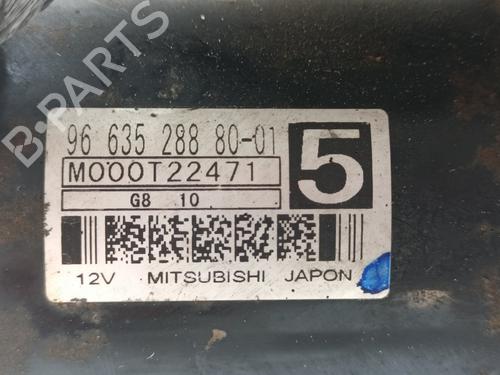 96 635 288 80-01
5
M000T22471
G8 10
12V MITSUBISHI JAPON
B-PARTS